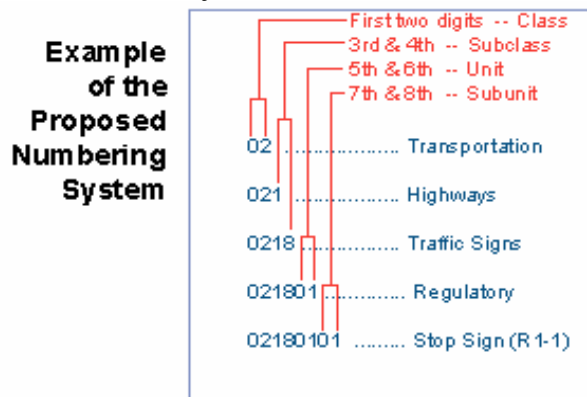 Example
of the
Proposed
Numbering
System
First two digits -- Class
3rd & 4th -- Subclass
5th & 6th -- Unit
7th & 8th -- Subunit
02 .................... Transportation
021 ................... Highways
0218 ................. Traffic Signs
021801 .............. Regulatory
02180101 ......... Stop Sign (R1-1)